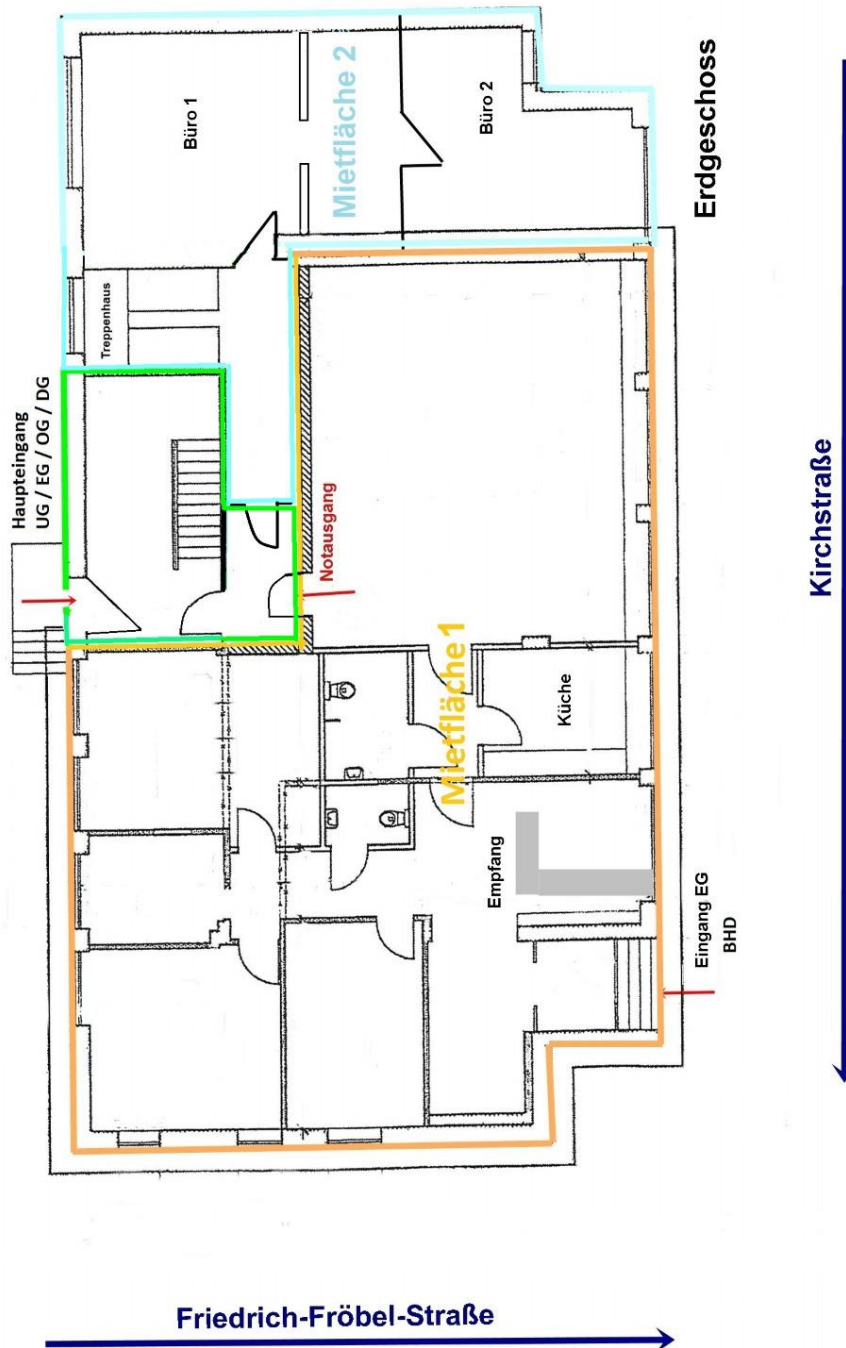 Haupteingang
UG / EG / OG / DG
Treppenhaus
Büro 1
Mietfläche 2
Büro 2
Erdgeschoss
Notausgang
Mietfläche 1
Küche
Empfang
Eingang EG
BHD
Kirchstraße
Friedrich-Fröbel-Straße